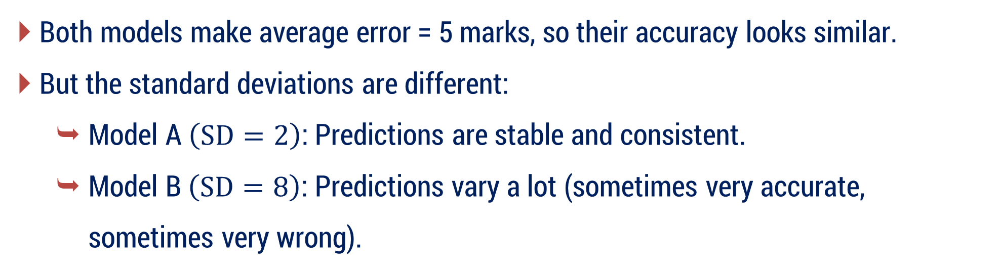 Both models make average error = 5 marks, so their accuracy looks similar.
But the standard deviations are different:
Model A (SD = 2): Predictions are stable and consistent.
Model B (SD = 8): Predictions vary a lot (sometimes very accurate,
sometimes very wrong).